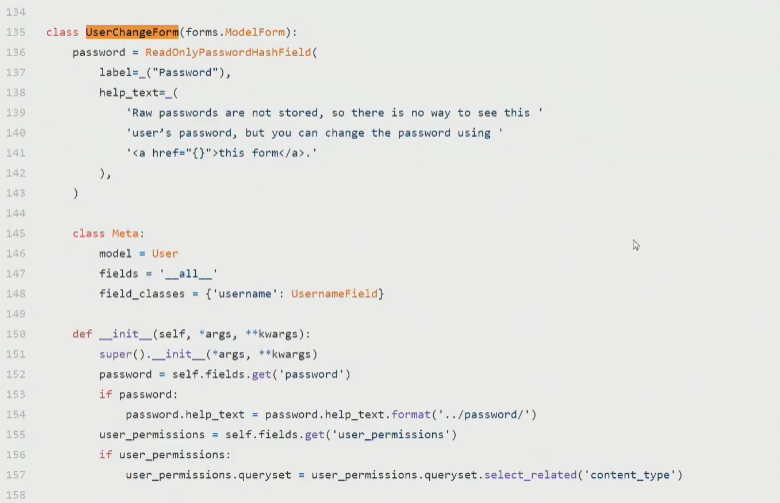 134
135 class UserChangeForm(forms.ModelForm):
136     password = ReadOnlyPasswordHashField(
137         label=_("Password"),
138         help_text=_(
139             'Raw passwords are not stored, so there is no way to see this '
140             'user’s password, but you can change the password using '
141             '<a href="{}">this form</a>.'
142         ),
143     )
144
145     class Meta:
146         model = User
147         fields = '__all__'
148         field_classes = {'username': UsernameField}
149
150     def __init__(self, *args, **kwargs):
151         super().__init__(*args, **kwargs)
152         password = self.fields.get('password')
153         if password:
154             password.help_text = password.help_text.format('../password/')
155         user_permissions = self.fields.get('user_permissions')
156         if user_permissions:
157             user_permissions.queryset = user_permissions.queryset.select_related('content_type')
158